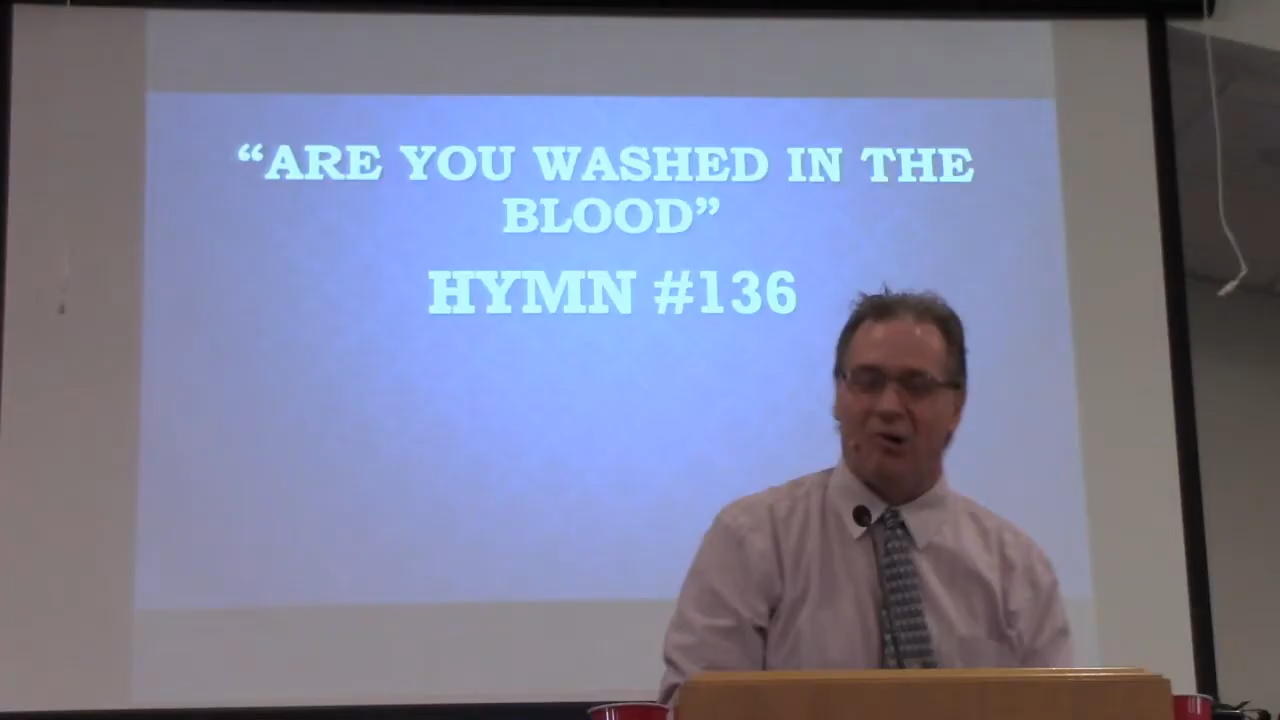 “ARE YOU WASHED IN THE
BLOOD”
HYMN #136